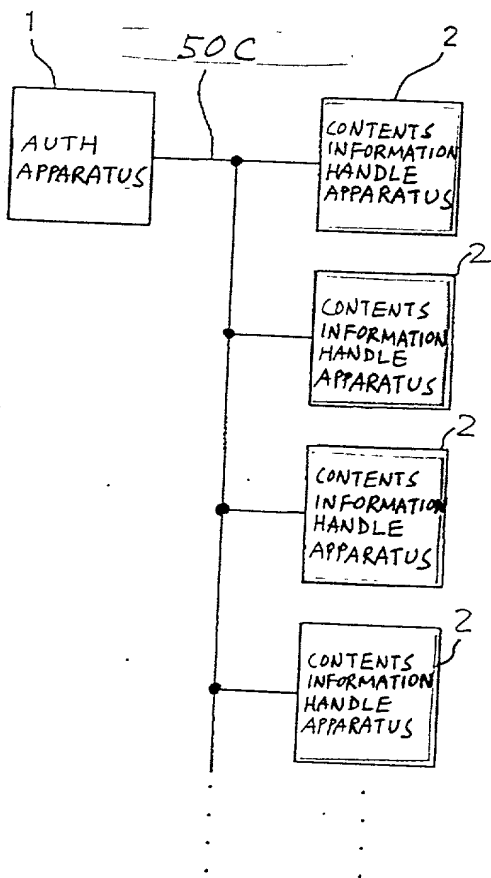 1
50C
2
AUTH
APPARATUS
CONTENTS
INFORMATION
HANDLE
APPARATUS
2
CONTENTS
INFORMATION
HANDLE
APPARATUS
2
CONTENTS
INFORMATION
HANDLE
APPARATUS
2
CONTENTS
INFORMATION
HANDLE
APPARATUS